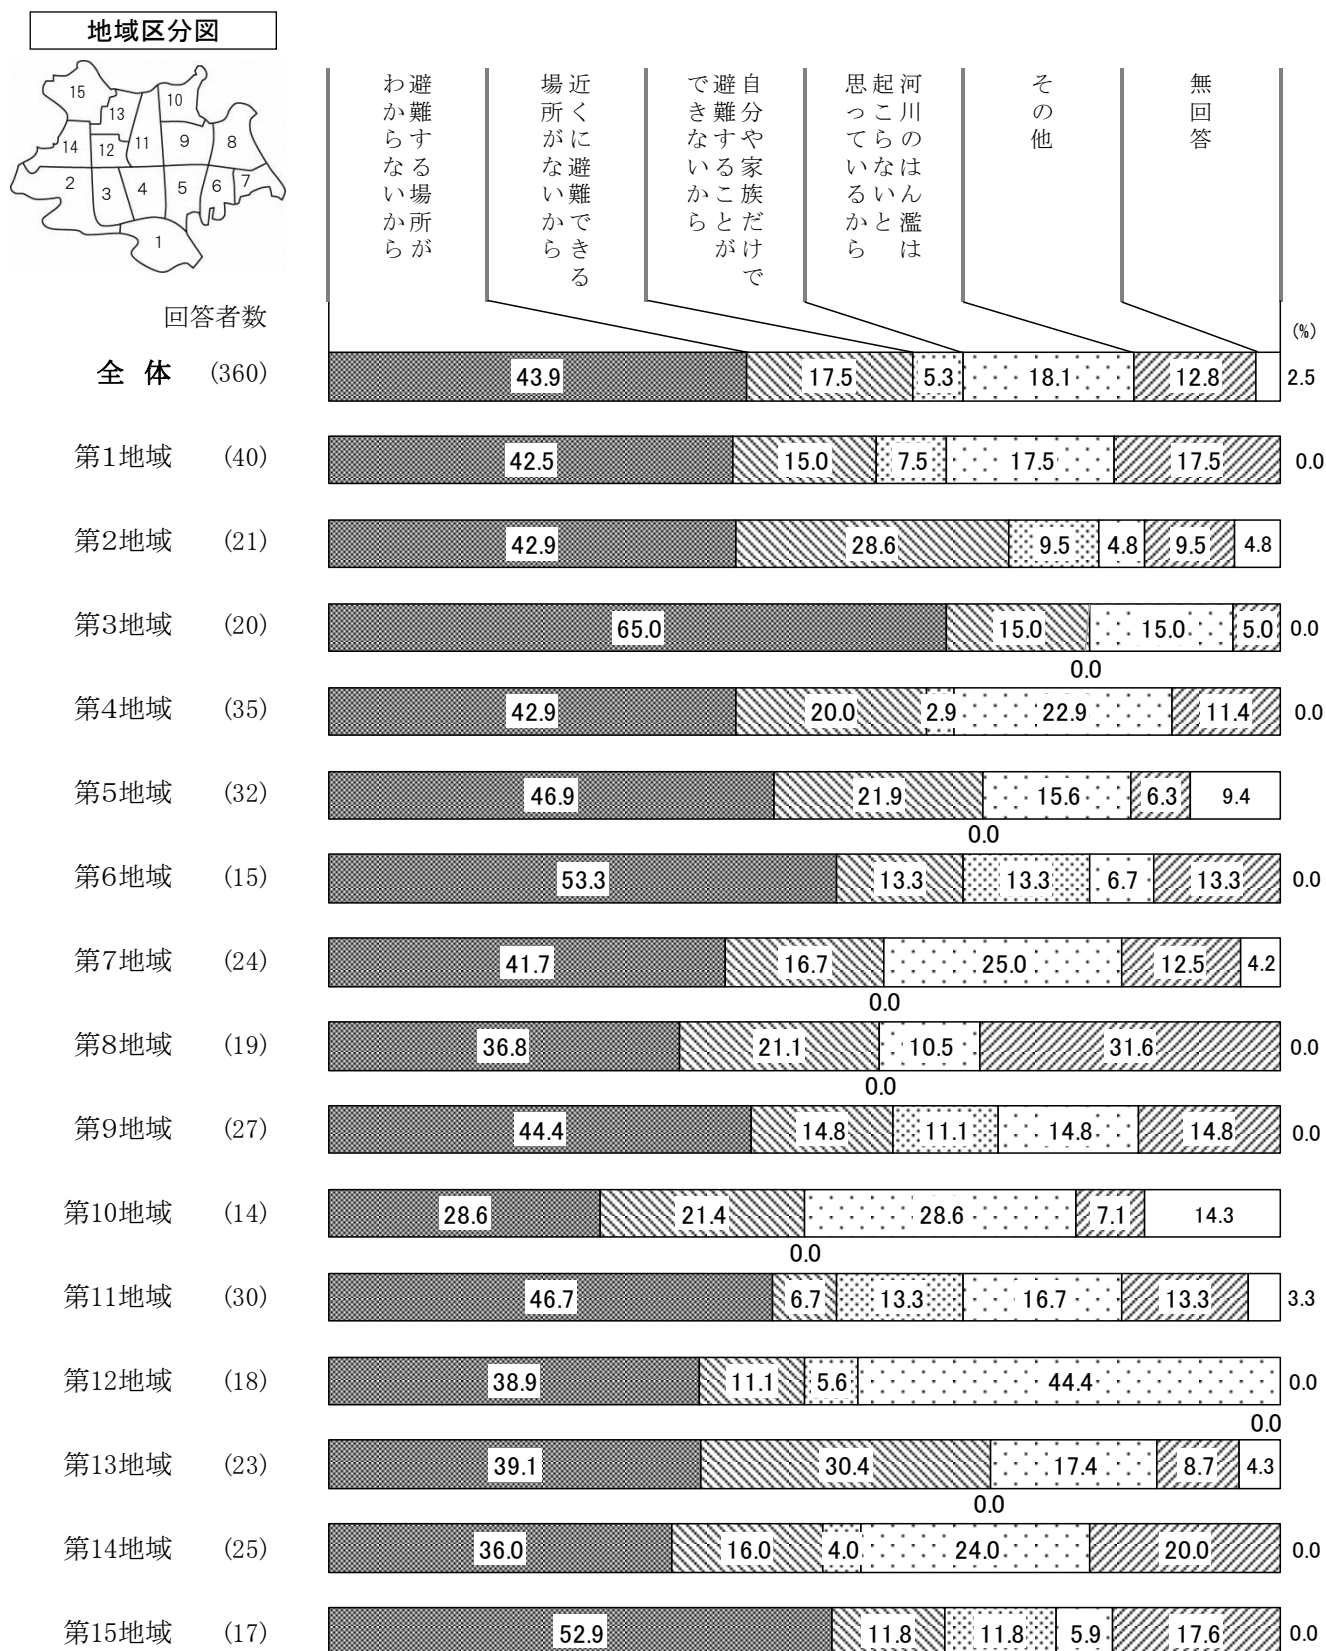 地域区分図
15
13
10
14
12
11
9
8
2
3
4
5
6
7
1
避難する場所が
わからないから
近くに避難できる
場所がないから
自分や家族だけで
避難することが
できないから
河川のはん濫は
起こらないと
思っているから
その他
無回答
回答者数
(%)
全体 (360) 43.9 17.5 5.3 18.1 12.8 2.5
第1地域 (40) 42.5 15.0 7.5 17.5 17.5 0.0
第2地域 (21) 42.9 28.6 9.5 4.8 9.5 4.8
第3地域 (20) 65.0 15.0 15.0 5.0 0.0
0.0
第4地域 (35) 42.9 20.0 2.9 22.9 11.4 0.0
第5地域 (32) 46.9 21.9 15.6 6.3 9.4
0.0
第6地域 (15) 53.3 13.3 13.3 6.7 13.3 0.0
第7地域 (24) 41.7 16.7 25.0 12.5 4.2
0.0
第8地域 (19) 36.8 21.1 10.5 31.6 0.0
0.0
第9地域 (27) 44.4 14.8 11.1 14.8 14.8 0.0
第10地域 (14) 28.6 21.4 28.6 7.1 14.3
0.0
第11地域 (30) 46.7 6.7 13.3 16.7 13.3 3.3
第12地域 (18) 38.9 11.1 5.6 44.4 0.0
0.0
第13地域 (23) 39.1 30.4 17.4 8.7 4.3
0.0
第14地域 (25) 36.0 16.0 4.0 24.0 20.0 0.0
第15地域 (17) 52.9 11.8 11.8 5.9 17.6 0.0